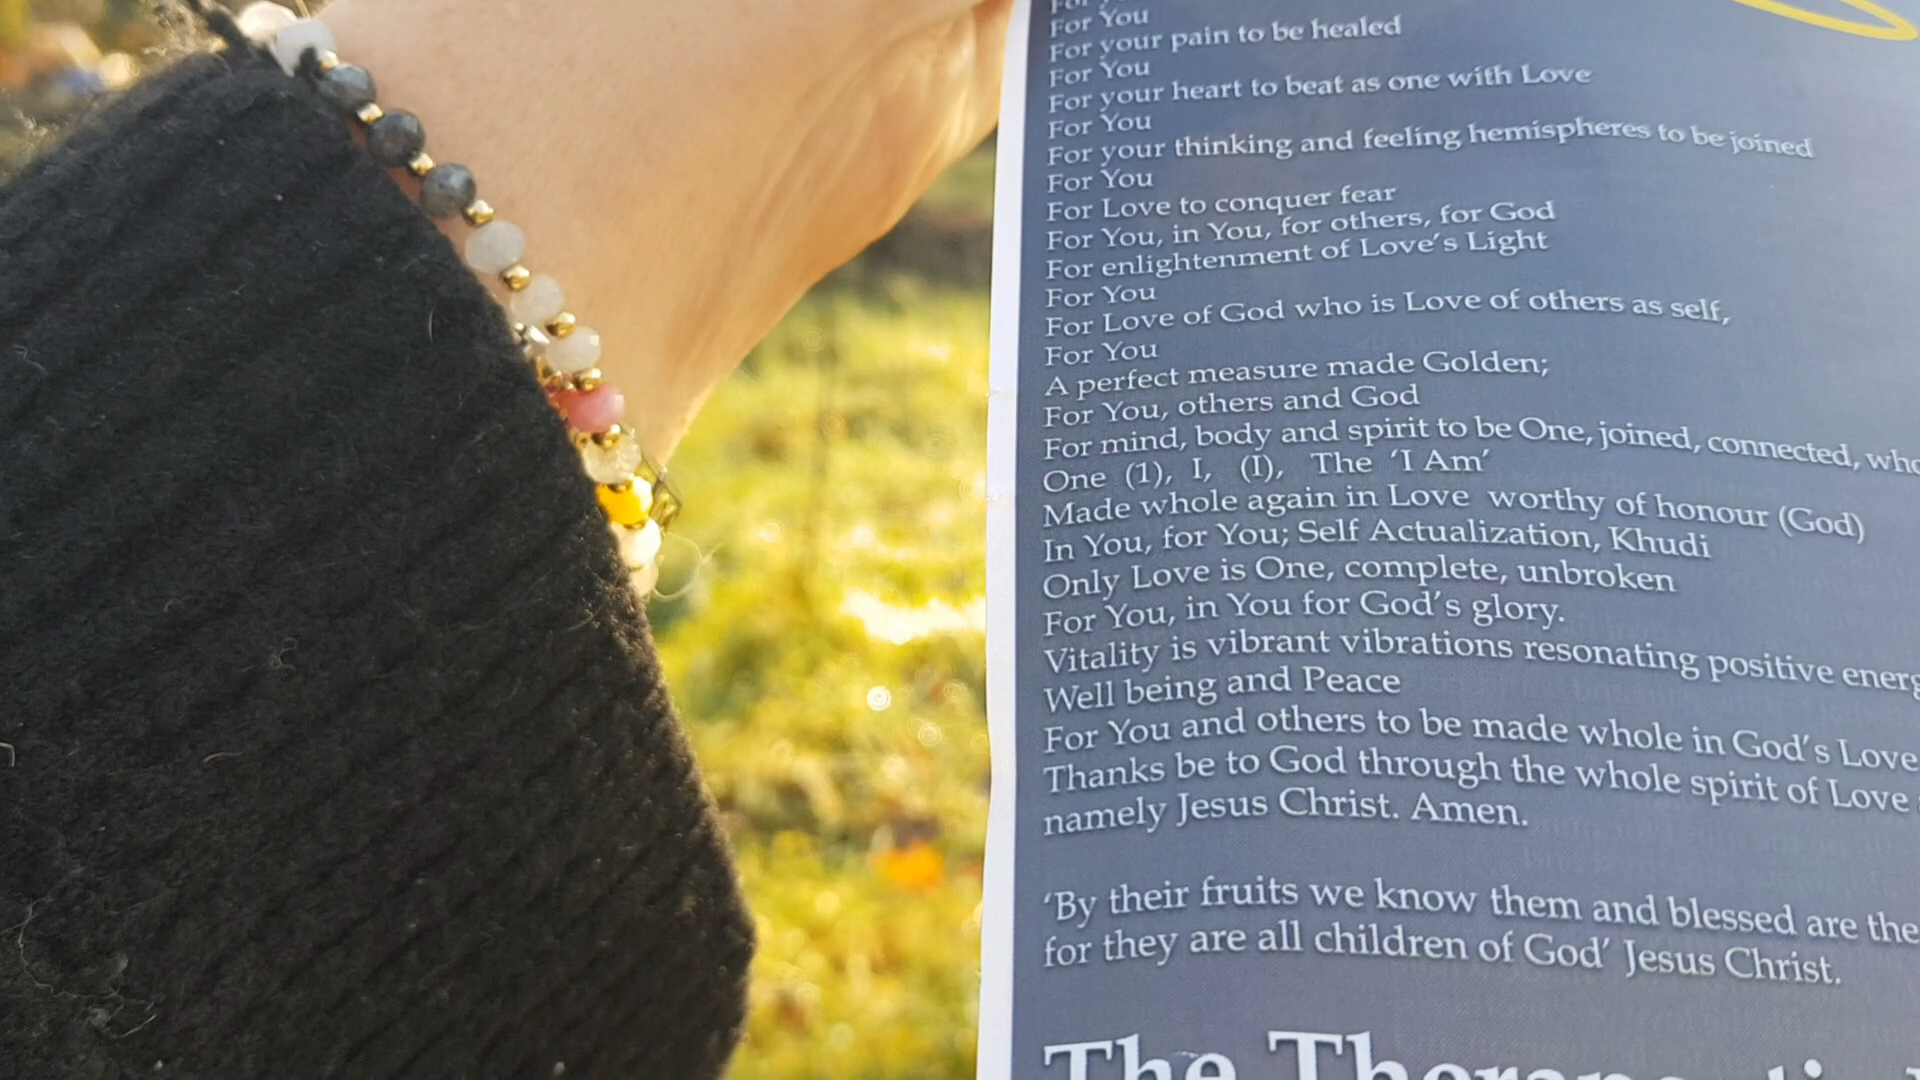 For You
For your pain to be healed
For You
For your heart to beat as one with Love
For You
For your thinking and feeling hemispheres to be joined
For You
For Love to conquer fear
For You, in You, for others, for God
For enlightenment of Love's Light
For You
For Love of God who is Love of others as self,
For You
A perfect measure made Golden;
For You, others and God
For mind, body and spirit to be One, joined, connected,
One (1), I, (I), The 'I Am'
Made whole again in Love worthy of honour (God)
In You, for You; Self Actualization, Khudi
Only Love is One, complete, unbroken
For You, in You for God's glory.
Vitality is vibrant vibrations resonating positive
Well being and Peace
For You and others to be made whole in God's Love
Thanks be to God through the whole spirit of Love
namely Jesus Christ. Amen.
'By their fruits we know them and blessed are the
for they are all children of God' Jesus Christ.
The